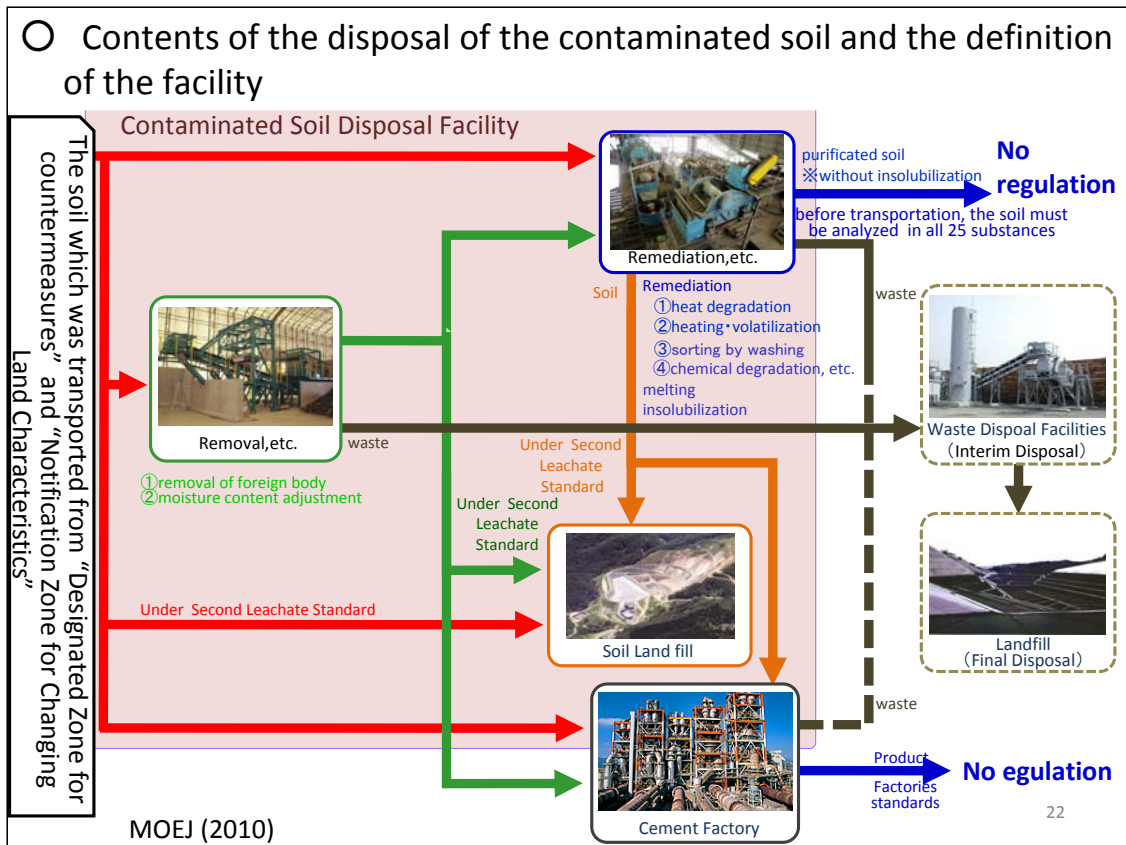 ○ Contents of the disposal of the contaminated soil and the definition
of the facility
The soil which was transported from “Designated Zone for
countermeasures” and “Notification Zone for Changing
Land Characteristics”
Contaminated Soil Disposal Facility
Remediation,etc.
purificated soil
※without insolubilization
No
regulation
before transportation, the soil must
be analyzed in all 25 substances
Soil
Remediation
①heat degradation
②heating・volatilization
③sorting by washing
④chemical degradation, etc.
melting
insolubilization
waste
Removal,etc.
waste
①removal of foreign body
②moisture content adjustment
Waste Dispoal Facilities
（Interim Disposal）
Under Second
Leachate
Standard
Under Second
Leachate
Standard
Under Second Leachate Standard
Soil Land fill
Landfill
（Final Disposal）
waste
Cement Factory
Product
Factories
standards
No egulation
MOEJ (2010)
22